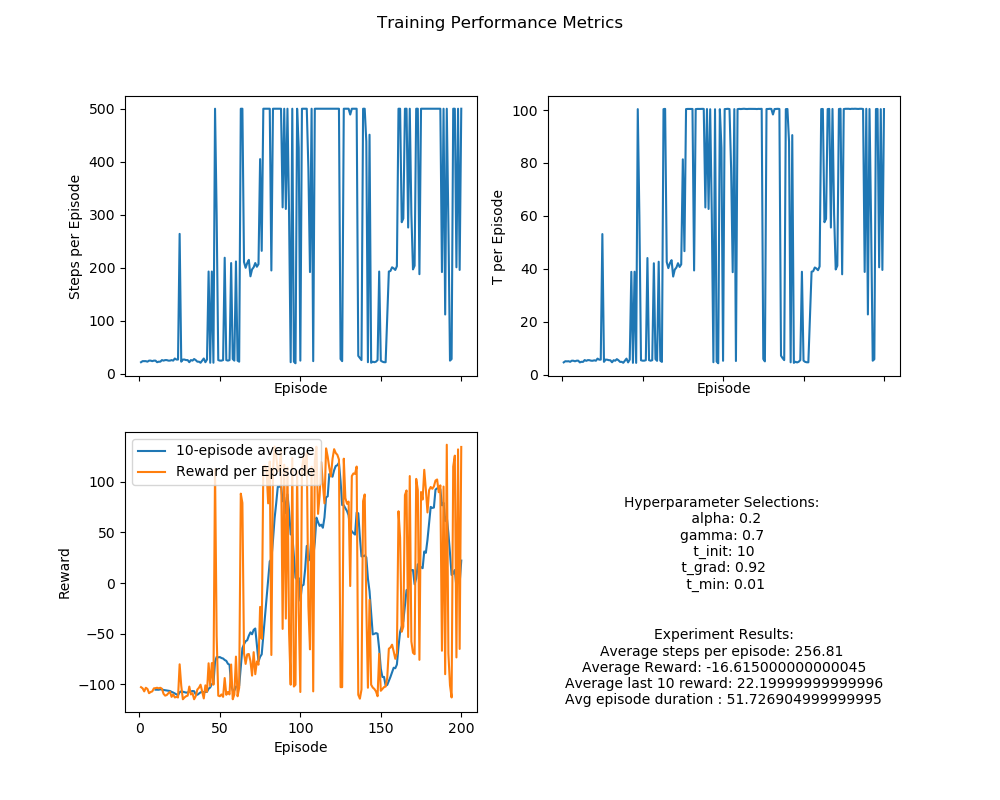 Training Performance Metrics
500
400
300
200
100
0
Steps per Episode
Episode
100
80
60
40
20
0
T per Episode
Episode
10-episode average
Reward per Episode
100
50
0
−50
−100
Reward
0
50
100
150
200
Episode
Hyperparameter Selections:
alpha: 0.2
gamma: 0.7
t_init: 10
t_grad: 0.92
t_min: 0.01
Experiment Results:
Average steps per episode: 256.81
Average Reward: -16.615000000000045
Average last 10 reward: 22.19999999999996
Avg episode duration : 51.726904999999995